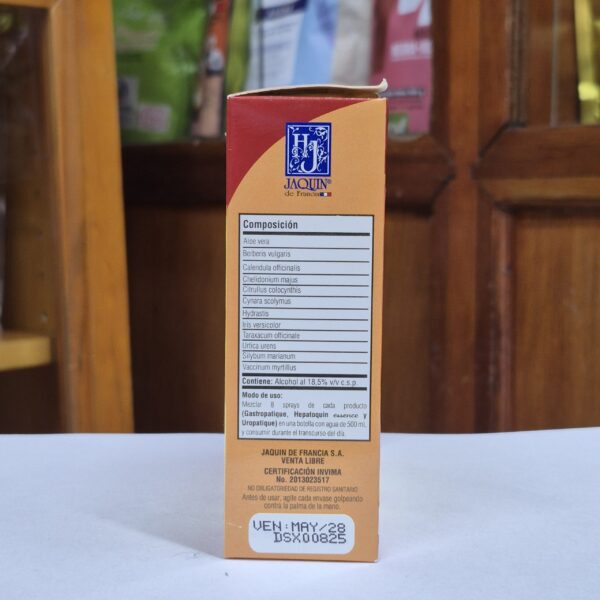 HJ
JAQUIN®
de Francia
Composición
Aloe vera
Berberis vulgaris
Calendula officinalis
Chelidonium majus
Citrullus colocynthis
Cynara scolymus
Hydrastis
Iris versicolor
Taraxacum officinale
Urtica urens
Silybum marianum
Vaccinum myrtillus
Contiene: Alcohol al 18,5% v/v c.s.p.
Modo de uso:
Mezclar 8 sprays de cada producto
(Gastropatique, Hepatoquin essence y
Uropatique) en una botella con agua de 500 mL
y consumir durante el transcurso del día.
JAQUIN DE FRANCIA S.A.
VENTA LIBRE
CERTIFICACIÓN INVIMA
No. 2013023517
NO OBLIGATORIEDAD DE REGISTRO SANITARIO
Antes de usar, agite cada envase golpeando
contra la palma de la mano.
VEN:MAY/28
DSX00825